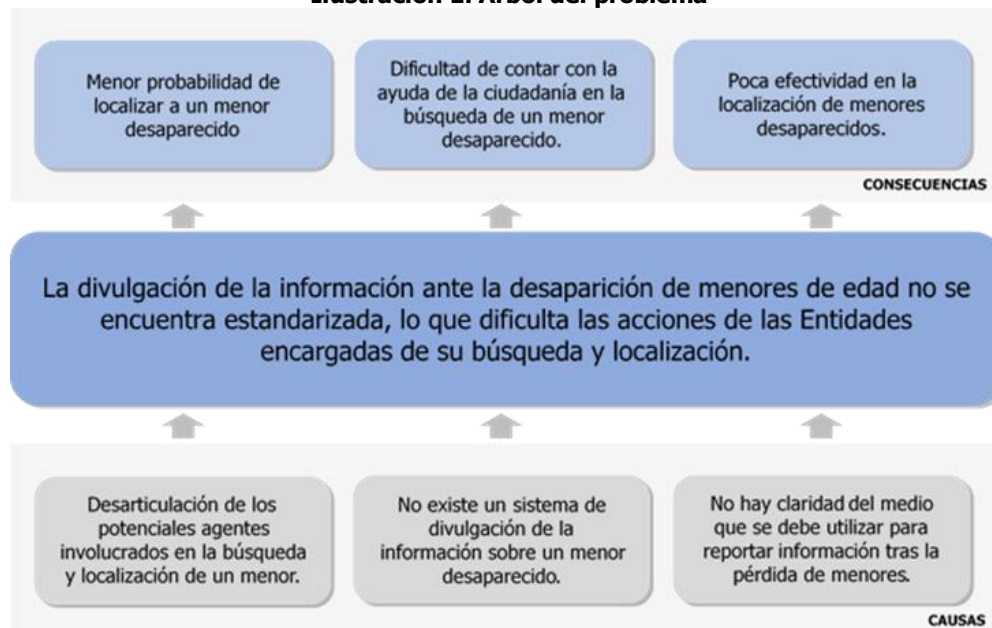 Ilustración 1. Árbol del problema
Menor probabilidad de
localizar a un menor
desaparecido
Dificultad de contar con la
ayuda de la ciudadanía en la
búsqueda de un menor
desaparecido.
Poca efectividad en la
localización de menores
desaparecidos.
CONSECUENCIAS
La divulgación de la información ante la desaparición de menores de edad no se
encuentra estandarizada, lo que dificulta las acciones de las Entidades
encargadas de su búsqueda y localización.
Desarticulación de los
potenciales agentes
involucrados en la búsqueda
y localización de un menor.
No existe un sistema de
divulgación de la
información sobre un menor
desaparecido.
No hay claridad del medio
que se debe utilizar para
reportar información tras la
pérdida de menores.
CAUSAS